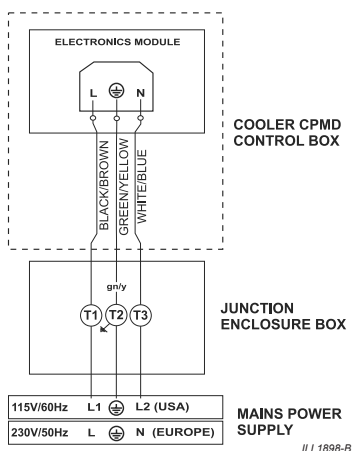 ELECTRONICS MODULE
L N
COOLER CPMD
CONTROL BOX
BLACK/BROWN
GREEN/YELLOW
WHITE/BLUE
gn/y
T1 T2 T3
JUNCTION
ENCLOSURE BOX
115V/60Hz L1 L2 (USA)
230V/50Hz L N (EUROPE)
MAINS POWER
SUPPLY
ILL1898-B